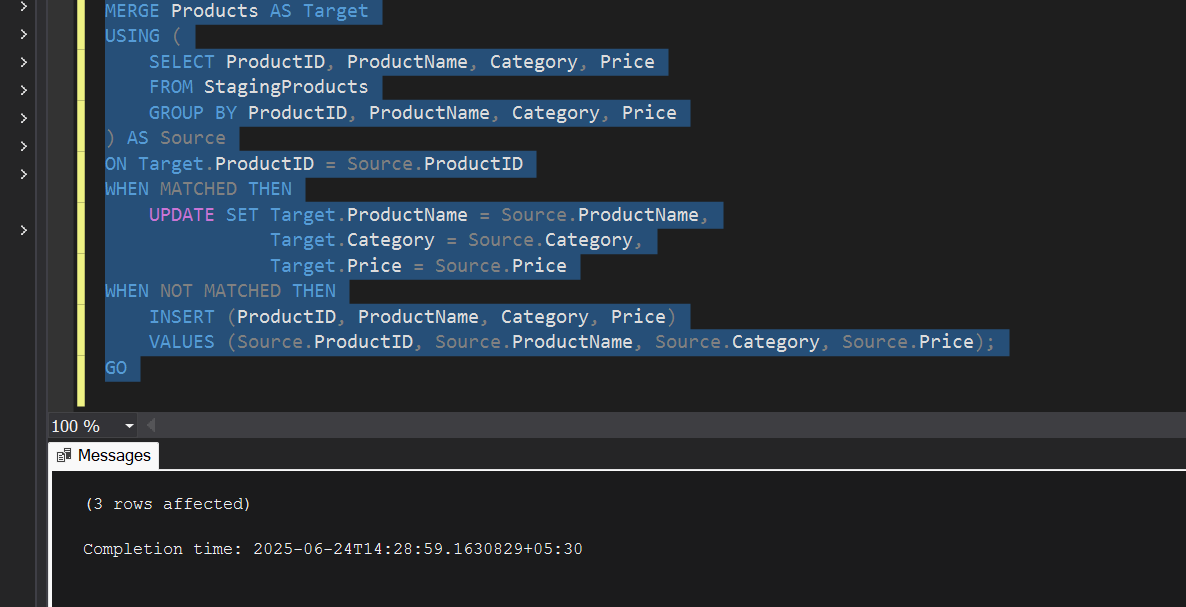 MERGE Products AS Target
USING (
    SELECT ProductID, ProductName, Category, Price
    FROM StagingProducts
    GROUP BY ProductID, ProductName, Category, Price
) AS Source
ON Target.ProductID = Source.ProductID
WHEN MATCHED THEN
    UPDATE SET Target.ProductName = Source.ProductName,
               Target.Category = Source.Category,
               Target.Price = Source.Price
WHEN NOT MATCHED THEN
    INSERT (ProductID, ProductName, Category, Price)
    VALUES (Source.ProductID, Source.ProductName, Source.Category, Source.Price);
GO
100 %
Messages
(3 rows affected)
Completion time: 2025-06-24T14:28:59.1630829+05:30